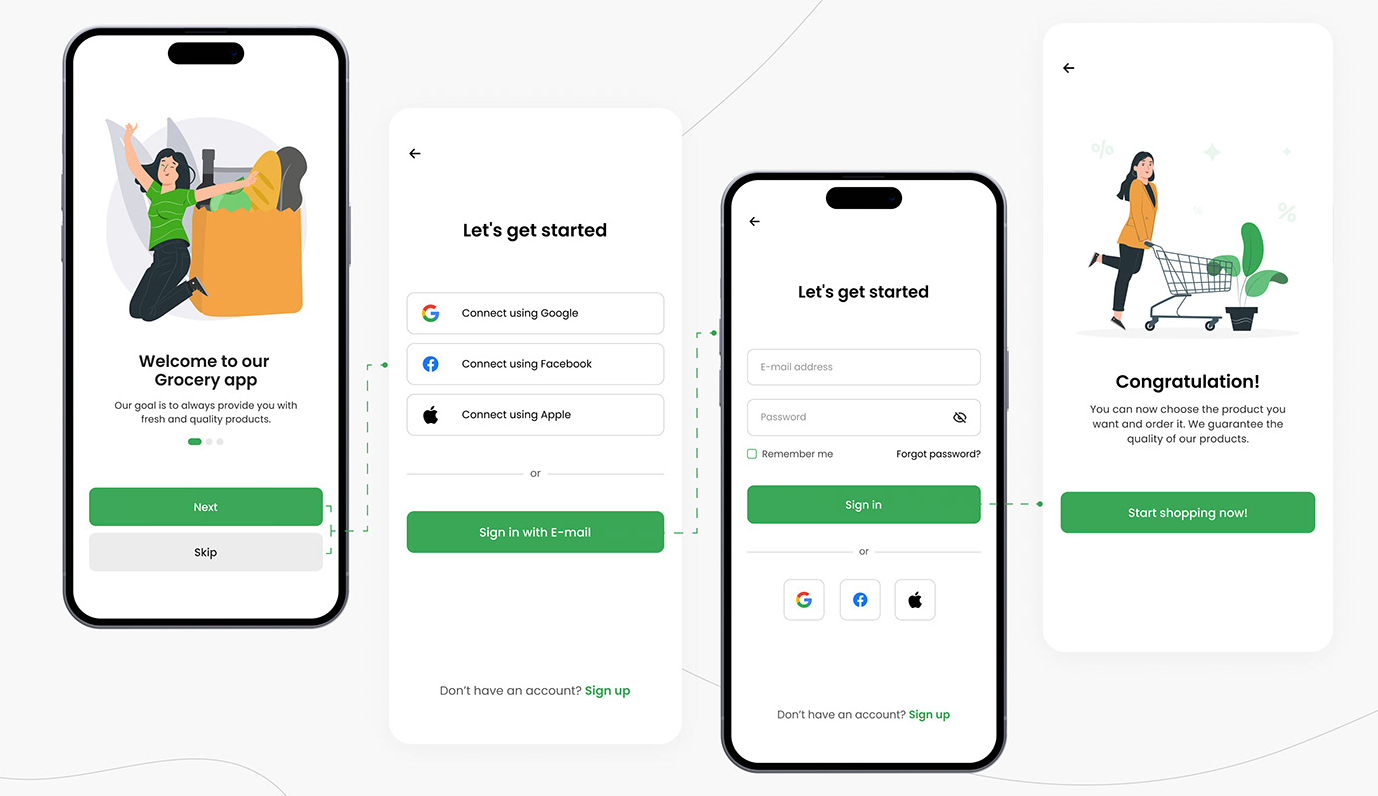 Welcome to our
Grocery app
Our goal is to always provide you with
fresh and quality products.
Next
Skip
Let's get started
Connect using Google
Connect using Facebook
Connect using Apple
or
Sign in with E-mail
Don't have an account? Sign up
Let's get started
E-mail address
Password
Remember me
Forgot password?
Sign in
or
Don't have an account? Sign up
%
%
%
Congratulation!
You can now choose the product you
want and order it. We guarantee the
quality of our products.
Start shopping now!